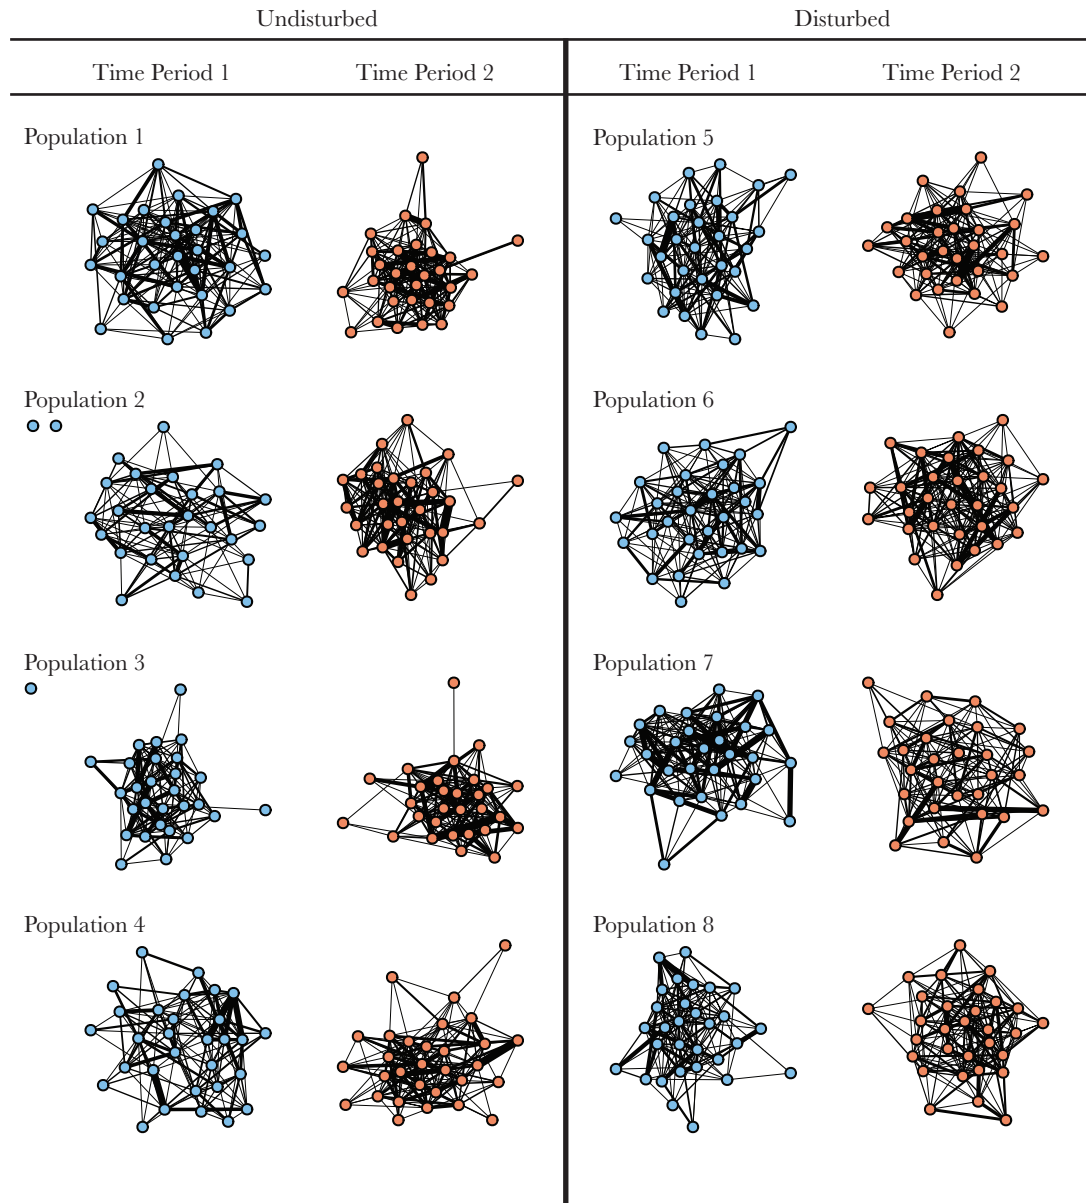 Undisturbed Disturbed
Time Period 1 Time Period 2 Time Period 1 Time Period 2
Population 1 Population 5
Population 2 Population 6
Population 3 Population 7
Population 4 Population 8